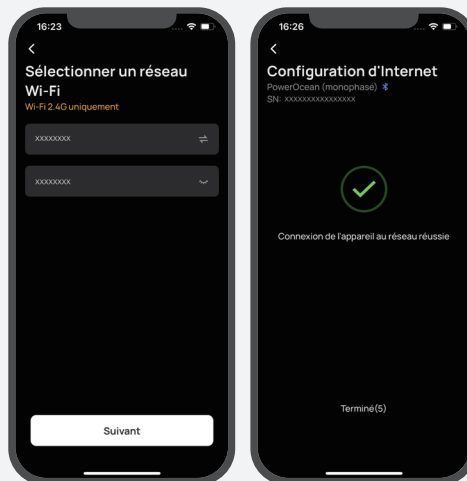 16:23
Sélectionner un réseau
Wi-Fi
Wi-Fi 2.4G uniquement
xxxxxxxx
xxxxxxxx
Suivant
16:26
Configuration d'Internet
PowerOcean (monophasé)
SN: xxxxxxxxxxxxxxxx
Connexion de l'appareil au réseau réussie
Terminé(5)